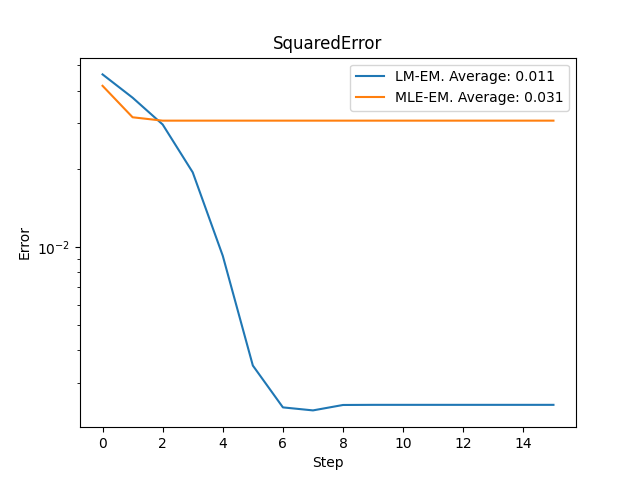 SquaredError
LM-EM. Average: 0.011
MLE-EM. Average: 0.031
Error
10⁻²
0 2 4 6 8 10 12 14
Step